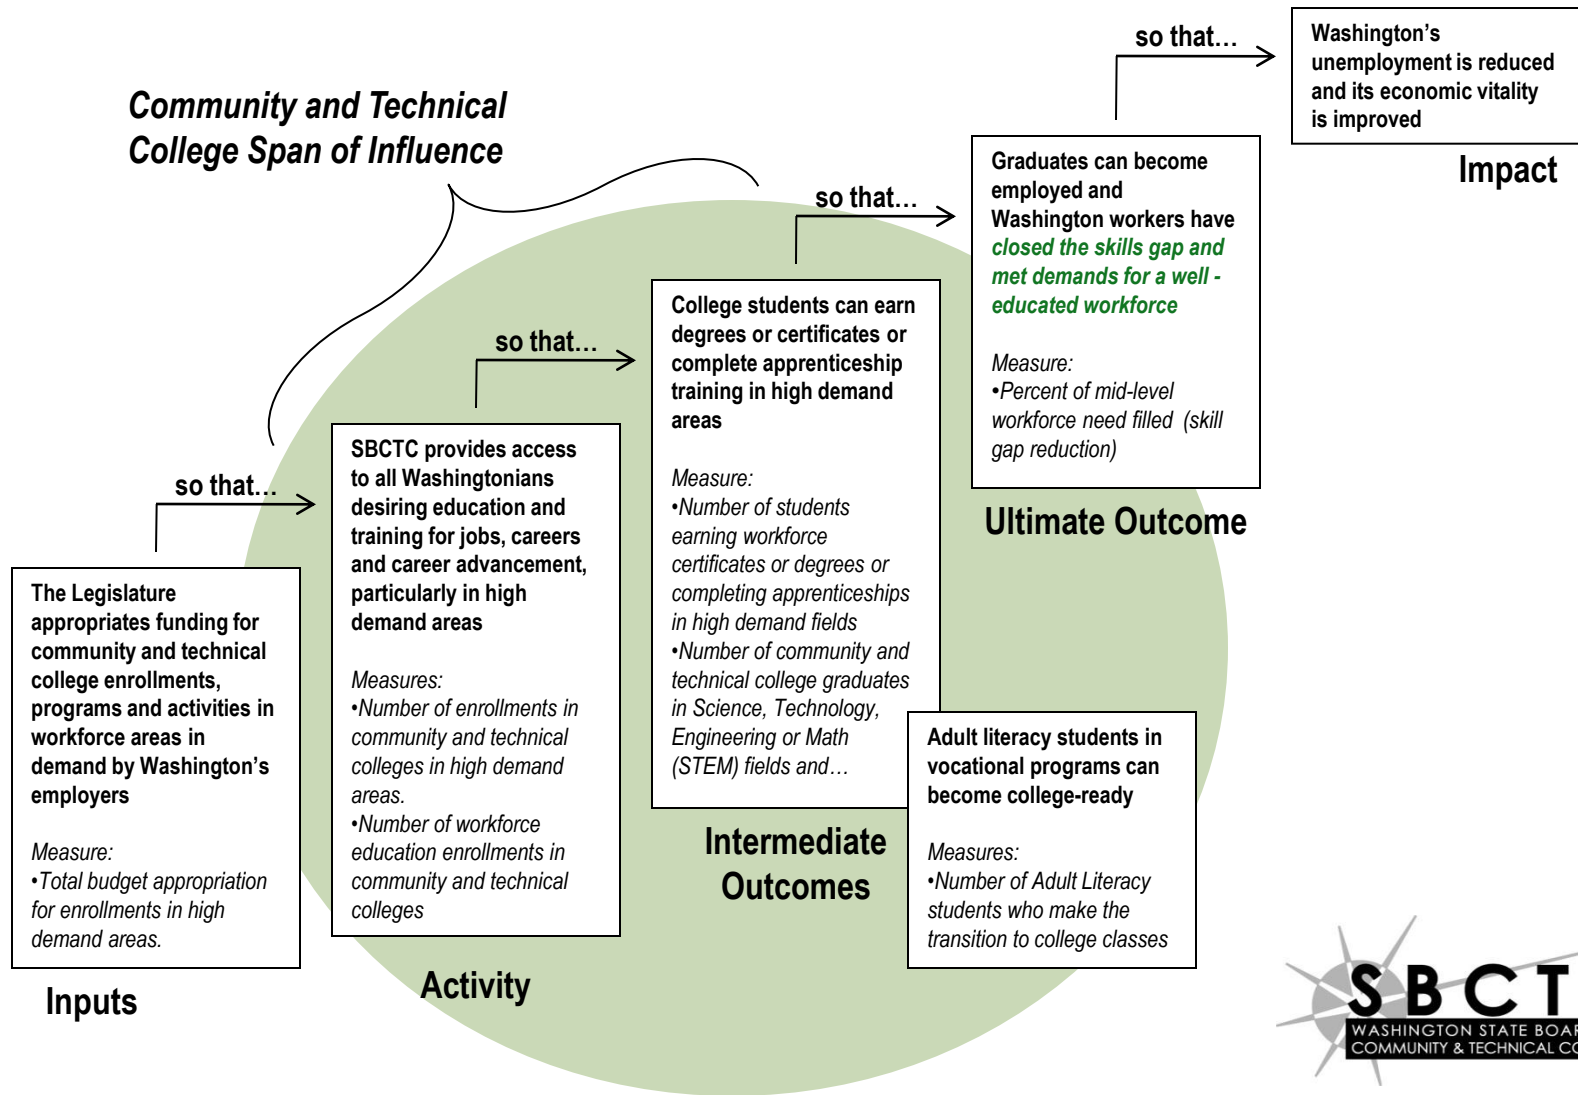 so that…
Washington’s
unemployment is reduced
and its economic vitality
is improved
Impact
Community and Technical
College Span of Influence
so that…
Graduates can become
employed and
Washington workers have
closed the skills gap and
met demands for a well -
educated workforce
Measure:
•Percent of mid-level
workforce need filled (skill
gap reduction)
Ultimate Outcome
so that…
College students can earn
degrees or certificates or
complete apprenticeship
training in high demand
areas
Measure:
•Number of students
earning workforce
certificates or degrees or
completing apprenticeships
in high demand fields
•Number of community and
technical college graduates
in Science, Technology,
Engineering or Math
(STEM) fields and…
Intermediate
Outcomes
Adult literacy students in
vocational programs can
become college-ready
Measures:
•Number of Adult Literacy
students who make the
transition to college classes
so that…
SBCTC provides access
to all Washingtonians
desiring education and
training for jobs, careers
and career advancement,
particularly in high
demand areas
Measures:
•Number of enrollments in
community and technical
colleges in high demand
areas.
•Number of workforce
education enrollments in
community and technical
colleges
Activity
The Legislature
appropriates funding for
community and technical
college enrollments,
programs and activities in
workforce areas in
demand by Washington’s
employers
Measure:
•Total budget appropriation
for enrollments in high
demand areas.
Inputs
SBCT
WASHINGTON STATE BOAR
COMMUNITY & TECHNICAL CO